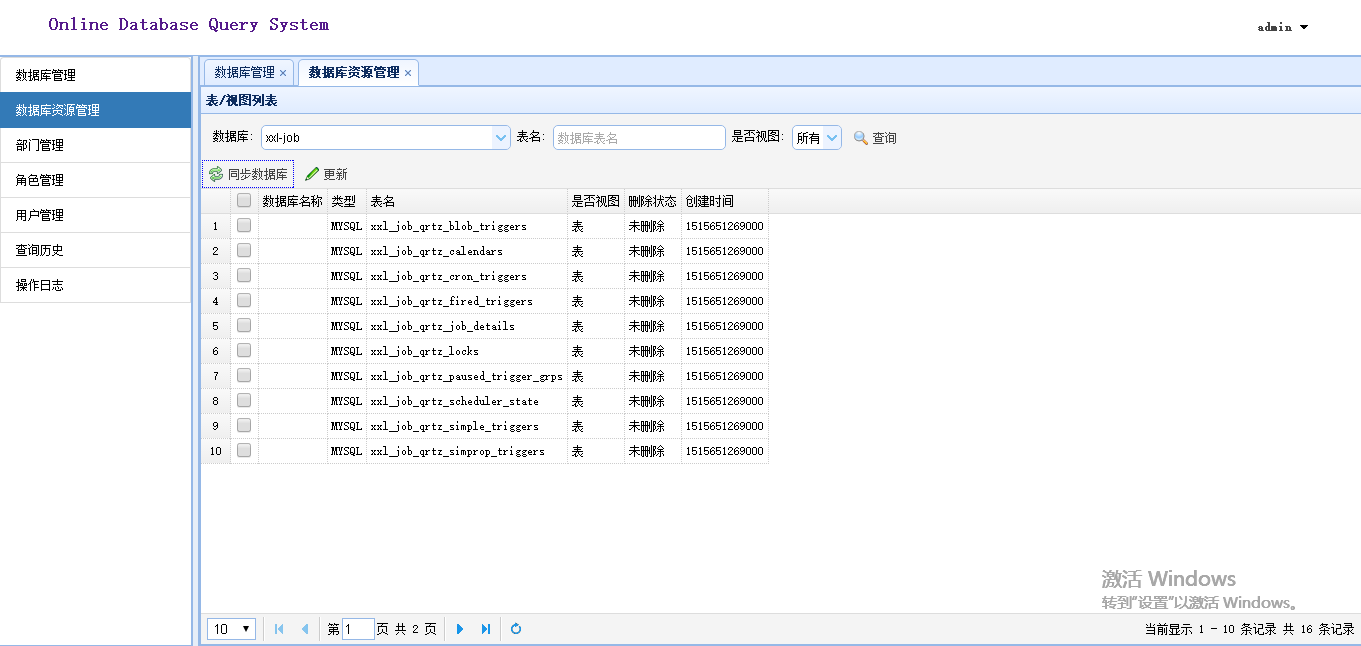 Online Database Query System
admin
数据库管理
数据库资源管理
部门管理
角色管理
用户管理
查询历史
操作日志
数据库管理 × 数据库资源管理 ×
表/视图列表
数据库: xxl-job 表名: 数据库表名 是否视图: 所有 查询
同步数据库 更新
数据库名称 类型 表名 是否视图 删除状态 创建时间
1 MYSQL xxl_job_qrtz_blob_triggers 表 未删除 1515651269000
2 MYSQL xxl_job_qrtz_calendars 表 未删除 1515651269000
3 MYSQL xxl_job_qrtz_cron_triggers 表 未删除 1515651269000
4 MYSQL xxl_job_qrtz_fired_triggers 表 未删除 1515651269000
5 MYSQL xxl_job_qrtz_job_details 表 未删除 1515651269000
6 MYSQL xxl_job_qrtz_locks 表 未删除 1515651269000
7 MYSQL xxl_job_qrtz_paused_trigger_grps 表 未删除 1515651269000
8 MYSQL xxl_job_qrtz_scheduler_state 表 未删除 1515651269000
9 MYSQL xxl_job_qrtz_simple_triggers 表 未删除 1515651269000
10 MYSQL xxl_job_qrtz_simprop_triggers 表 未删除 1515651269000
激活 Windows
转到"设置"以激活 Windows。
10 第 1 页 共 2 页 当前显示 1 - 10 条记录 共 16 条记录